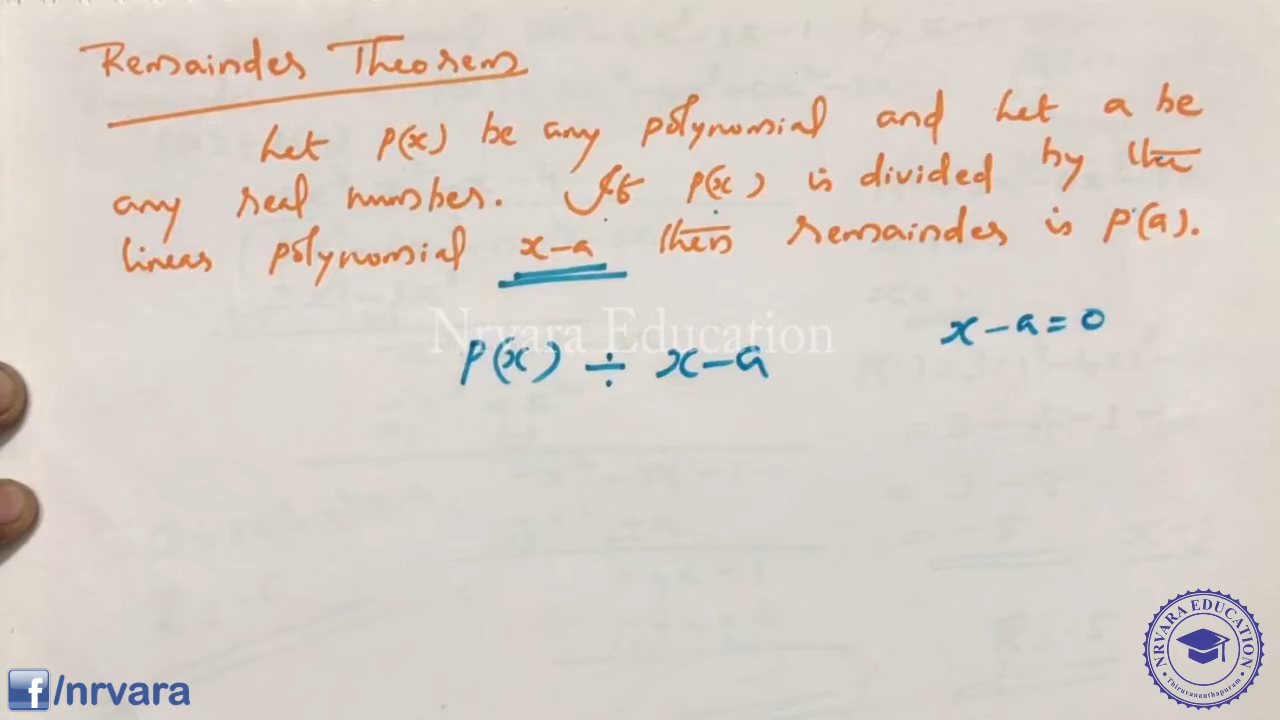 Remainder Theorem
Let P(x) be any polynomial and Let a be
any real number. If P(x) is divided by the
linear polynomial x-a then remainder is P(a).
x-a=0
Nrvara Education
P(x) ÷ x-a
NRVARA EDUCATION
Thiruvananthapuram
f/nrvara